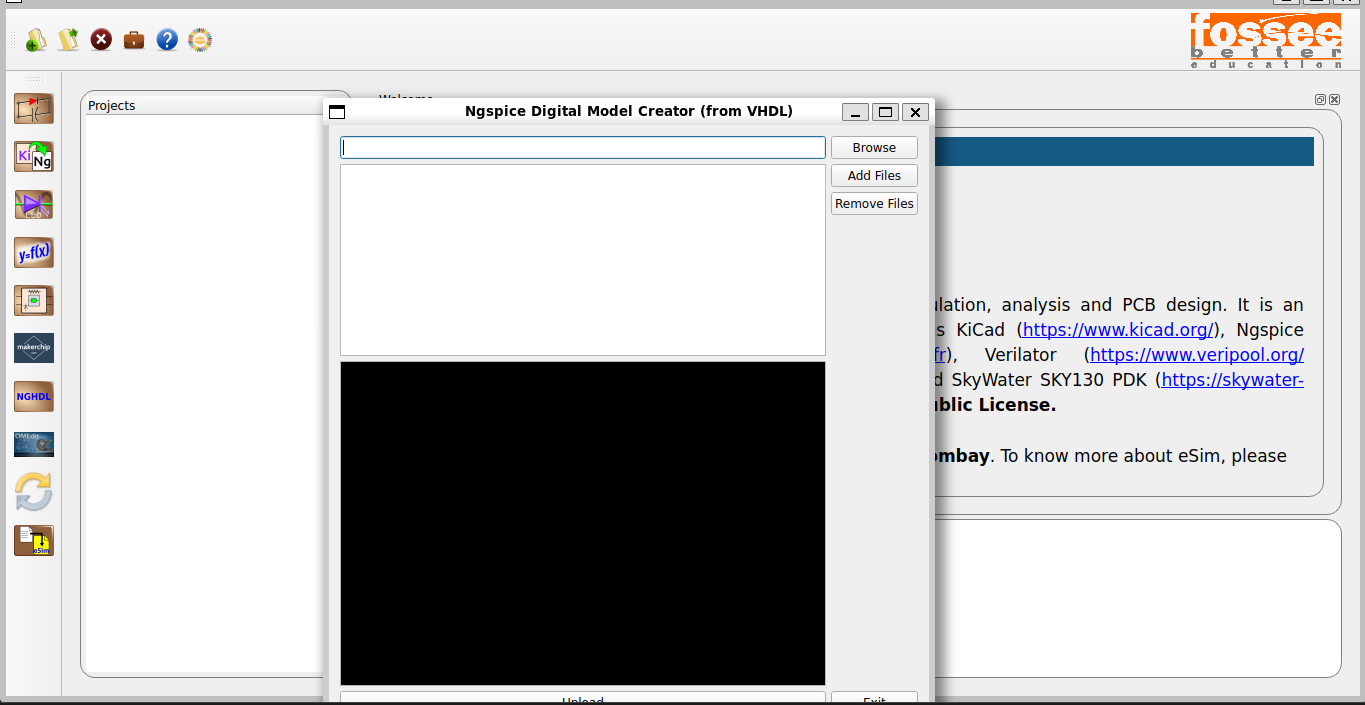 fossee
better
education
Projects
Welcome
Ngspice Digital Model Creator (from VHDL)
Browse
Add Files
Remove Files
Ki
Ng
LED
y=f(x)
makerchip
NGHDL
OMEdit
eSim
ulation, analysis and PCB design. It is an
s KiCad (https://www.kicad.org/), Ngspice
fr), Verilator (https://www.veripool.org/
d SkyWater SKY130 PDK (https://skywater-
ublic License.
ombay. To know more about eSim, please
Upload
Exit